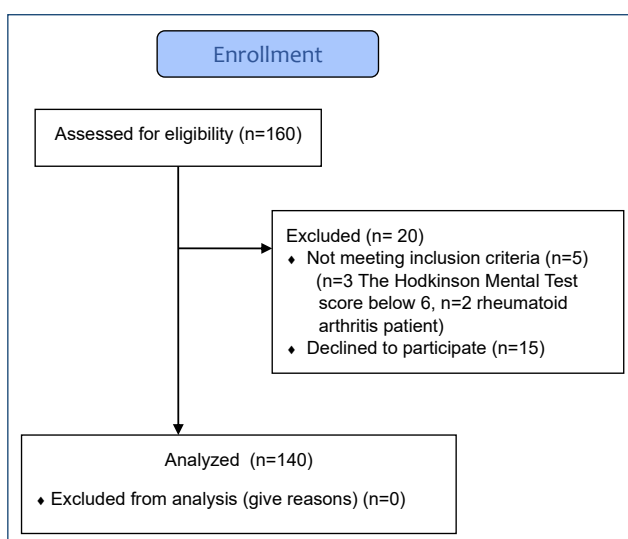 Enrollment
Assessed for eligibility (n=160)
Excluded (n= 20)
♦ Not meeting inclusion criteria (n=5)
(n=3 The Hodkinson Mental Test
score below 6, n=2 rheumatoid
arthritis patient)
♦ Declined to participate (n=15)
Analyzed (n=140)
♦ Excluded from analysis (give reasons) (n=0)